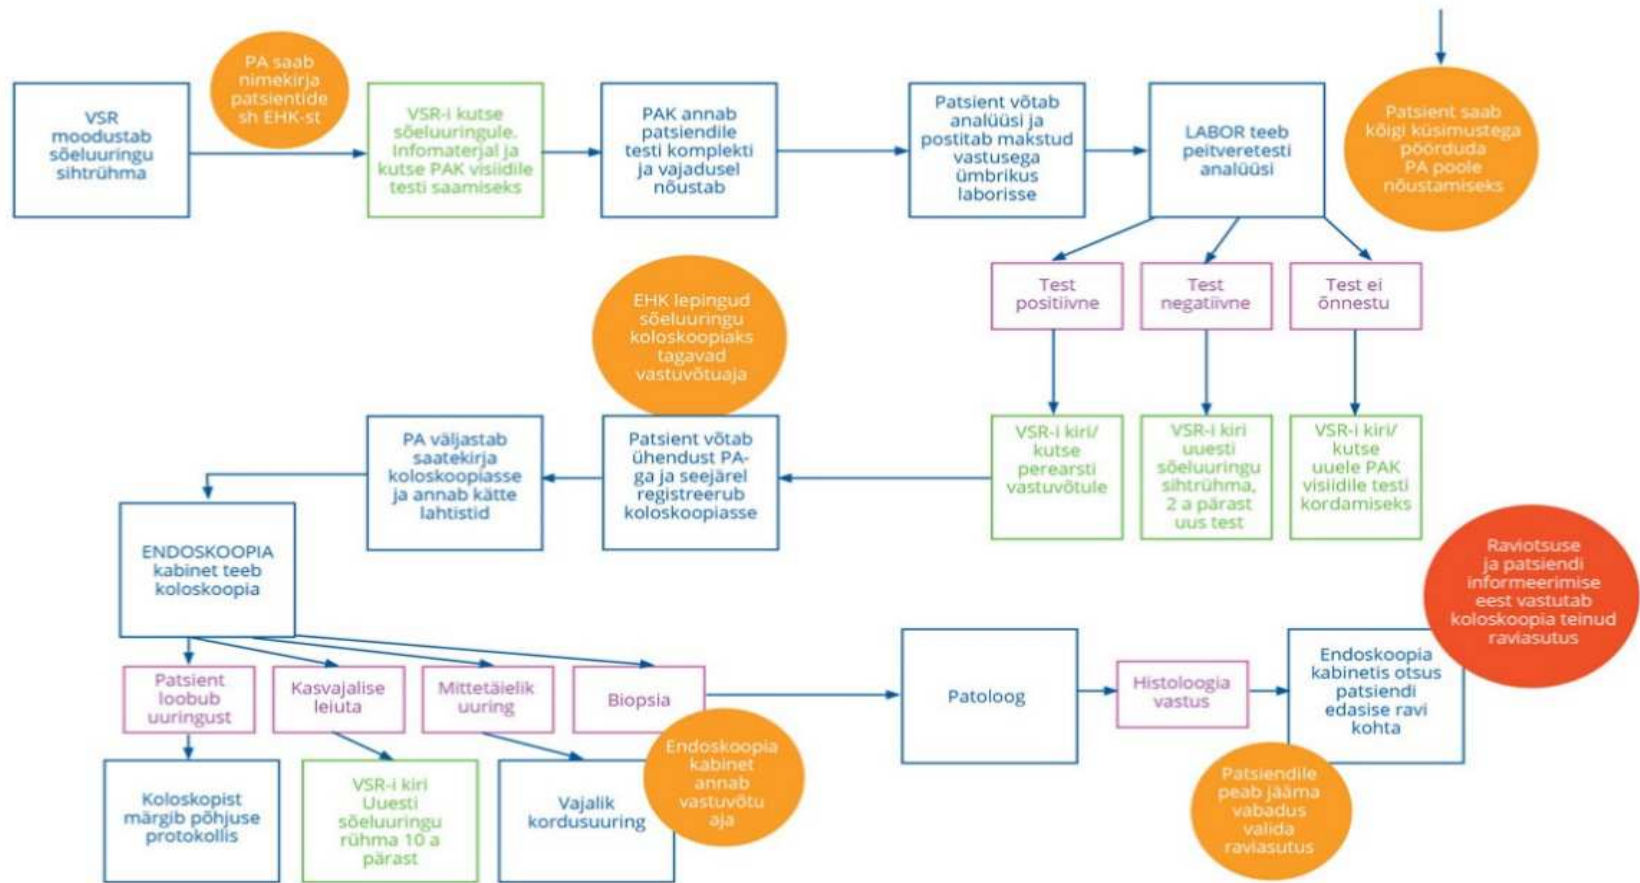 VSR
moodustab
sõeluuringu
sihtrühma
PA saab
nimekirja
patsientide
sh EHK-st
VSR-i kutse
sõeluuringule.
Infomaterjal ja
kutse PAK visiidile
testi saamiseks
PAK annab
patsiendile
testi komplekti
ja vajadusel
nõustab
Patsient võtab
analüüsi ja
postitab makstud
vastusega
ümbrikus
laborisse
LABOR teeb
peitveretesti
analüüsi
Patsient saab
kõigi küsimustega
pöörduda
PA poole
nõustamiseks
Test
positiivne
Test
negatiivne
Test ei
õnnestu
EHK lepingud
sõeluuringu
koloskoopiaks
tagavad
vastuvõtuaja
VSR-i kiri/
kutse
perearsti
vastuvõtule
VSR-i kiri
uuesti
sõeluuringu
sihtrühma,
2 a pärast
uus test
VSR-i kiri/
kutse
uuele PAK
visiidile testi
kordamiseks
Patsient võtab
ühendust PA-
ga ja seejärel
registreerub
koloskoopiasse
PA väljastab
saatekirja
koloskoopiasse
ja annab kätte
lahtistid
ENDOSKOOPIA
kabinet teeb
koloskoopia
Patsient
loobub
uuringust
Kasvajalise
leiuta
Mittetäielik
uuring
Biopsia
Koloskopist
märgib põhjuse
protokollis
VSR-i kiri
Uuesti
sõeluuringu
rühma 10 a
pärast
Vajalik
kordusuuring
Endoskoopia
kabinet
annab
vastuvõtu
aja
Patoloog
Histoloogia
vastus
Endoskoopia
kabinetis otsus
patsiendi
edasise ravi
kohta
Raviotsuse
ja patsiendi
informeerimise
eest vastutab
koloskoopia teinud
raviasutus
Patsiendile
peab jääma
vabadus
valida
raviasutus